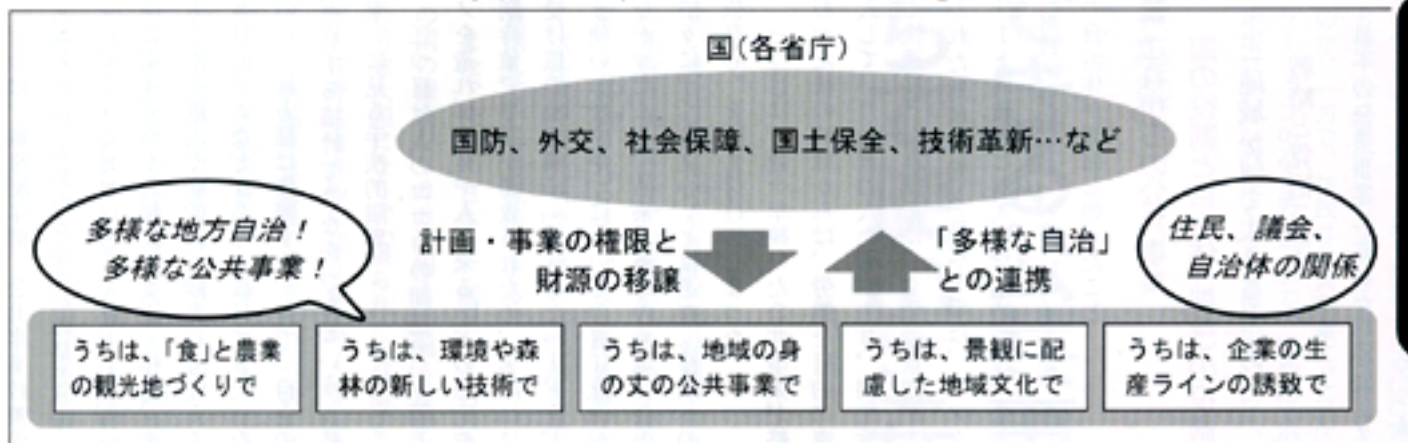 国(各省庁)
国防、外交、社会保障、国土保全、技術革新…など
多様な地方自治！
多様な公共事業！
計画・事業の権限と
財源の移譲
「多様な自治」
との連携
住民、議会、
自治体の関係
うちは、「食」と農業
の観光地づくりで
うちは、環境や森
林の新しい技術で
うちは、地域の身
の丈の公共事業で
うちは、景観に配
慮した地域文化で
うちは、企業の生
産ラインの誘致で